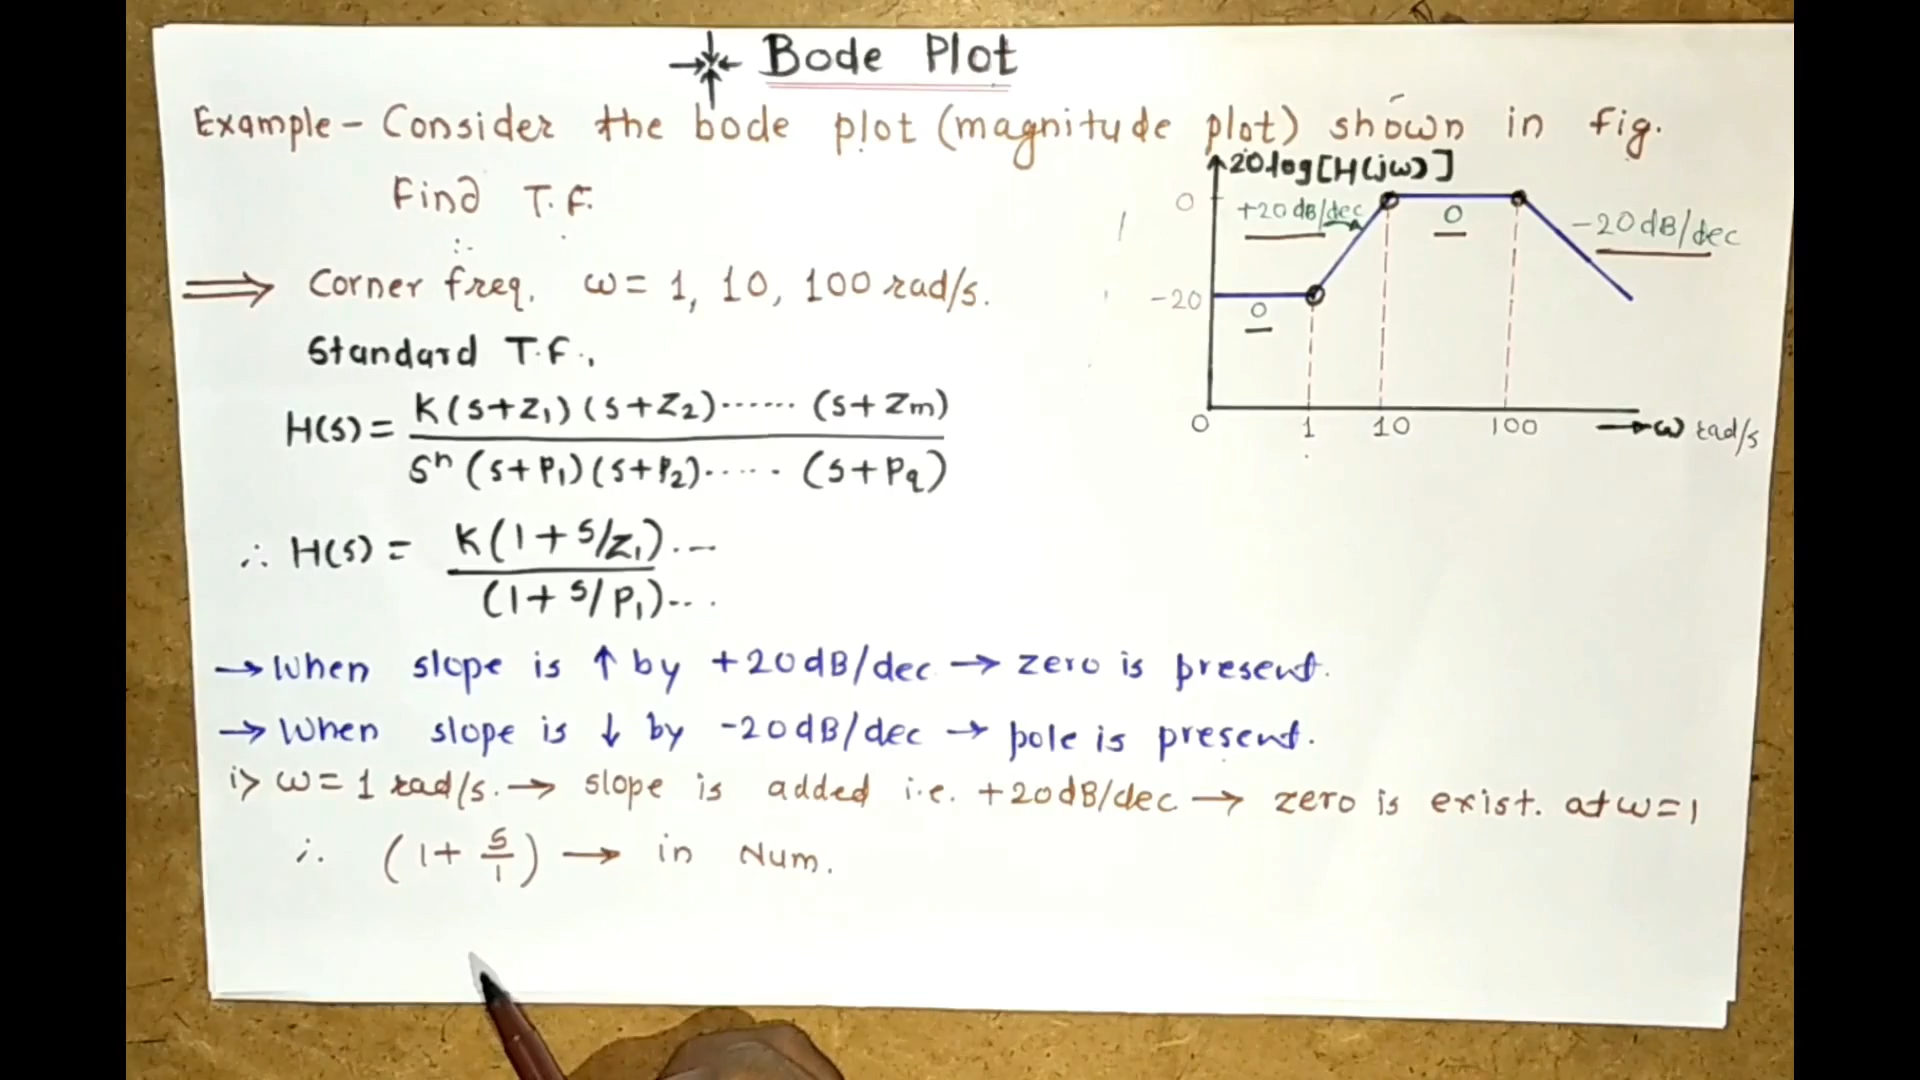 Bode Plot
Example - Consider the bode plot (magnitude plot) shown in fig.
Find T.F.
20 log[H(jω)]
0
+20dB/dec
0
-20dB/dec
-20
0
0 1 10 100 ω rad/s
⟹ Corner freq. ω = 1, 10, 100 rad/s.
Standard T.F.,
H(s) = K(s+z₁)(s+z₂)...... (s+zm) / sⁿ(s+p₁)(s+p₂)..... (s+pq)
∴ H(s) = K(1+s/z₁)... / (1+s/p₁)...
→ When slope is ↑ by +20dB/dec → zero is present.
→ When slope is ↓ by -20dB/dec → pole is present.
i> ω = 1 rad/s. → slope is added i.e. +20dB/dec → zero is exist. at ω=1
∴ (1+ s/1) → in Num.